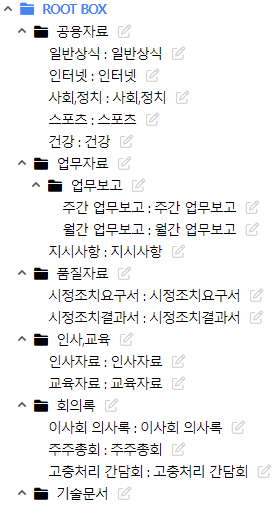 ROOT BOX
공용자료
일반상식 : 일반상식
인터넷 : 인터넷
사회,정치 : 사회,정치
스포츠 : 스포츠
건강 : 건강
업무자료
업무보고
주간 업무보고 : 주간 업무보고
월간 업무보고 : 월간 업무보고
지시사항 : 지시사항
품질자료
시정조치요구서 : 시정조치요구서
시정조치결과서 : 시정조치결과서
인사,교육
인사자료 : 인사자료
교육자료 : 교육자료
회의록
이사회 의사록 : 이사회 의사록
주주총회 : 주주총회
고충처리 간담회 : 고충처리 간담회
기술문서